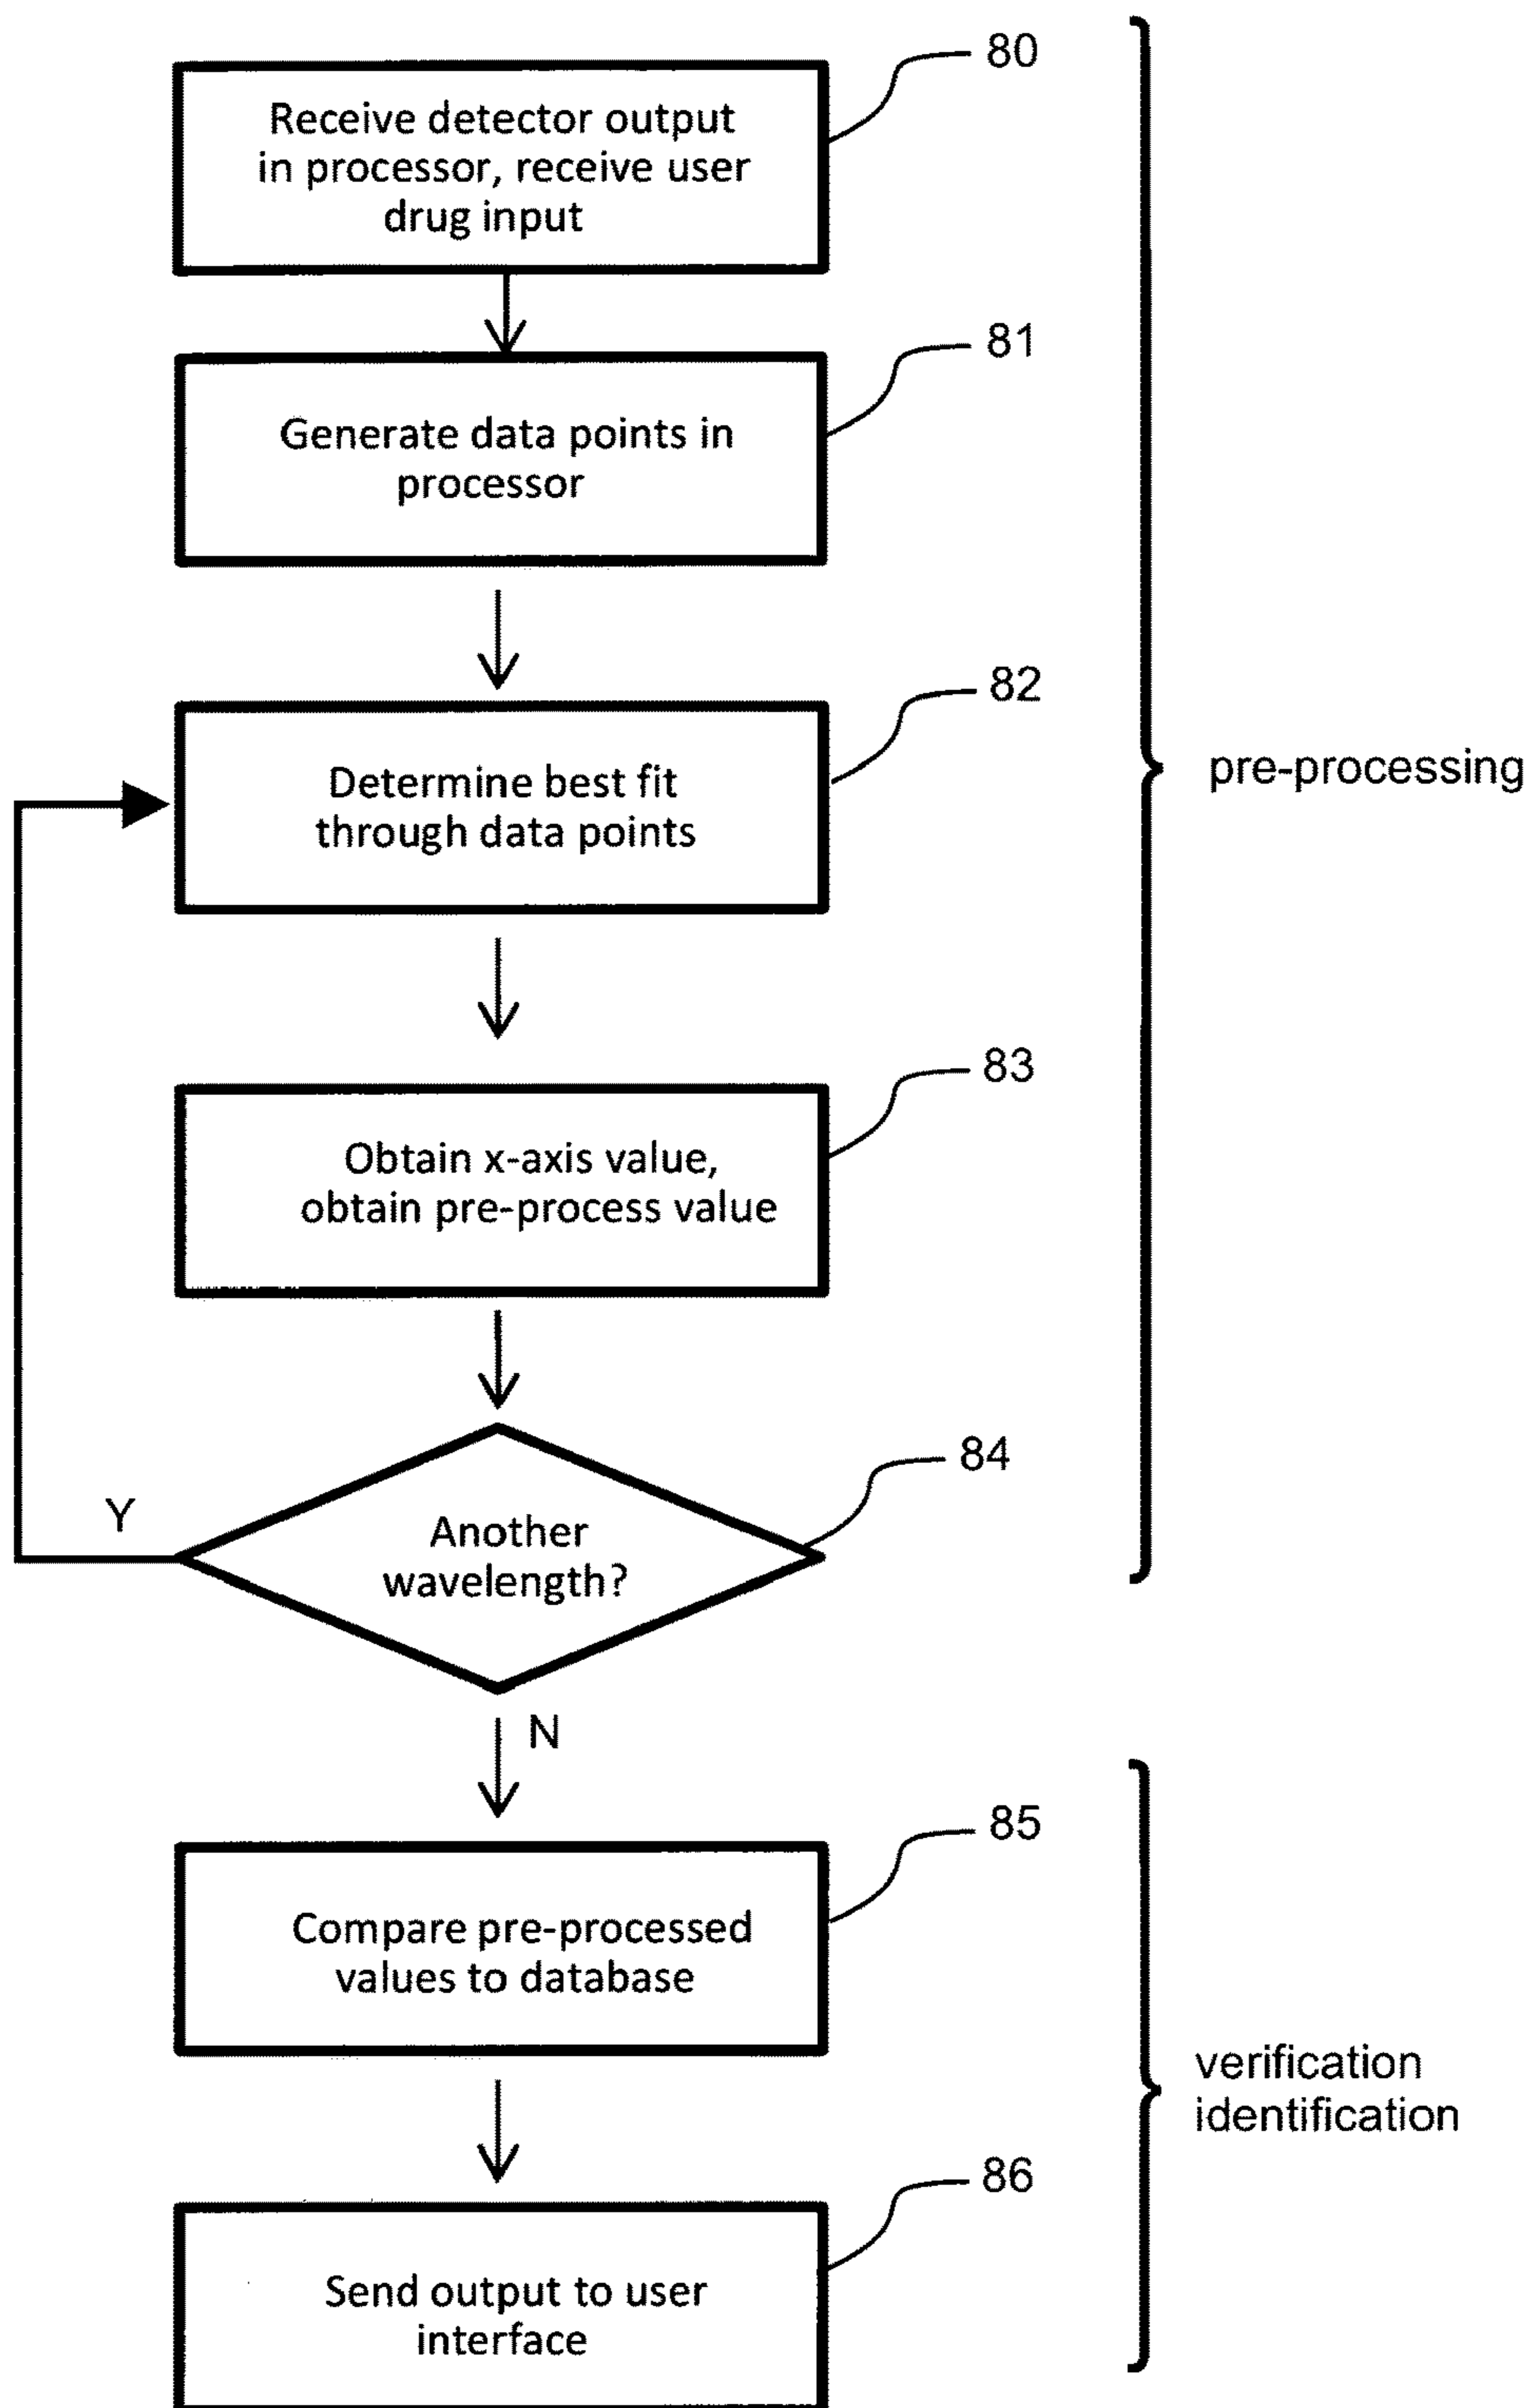 80
Receive detector output
in processor, receive user
drug input
81
Generate data points in
processor
82
Determine best fit
through data points
pre-processing
83
Obtain x-axis value,
obtain pre-process value
84
Another
wavelength?
Y
N
85
Compare pre-processed
values to database
verification
identification
86
Send output to user
interface